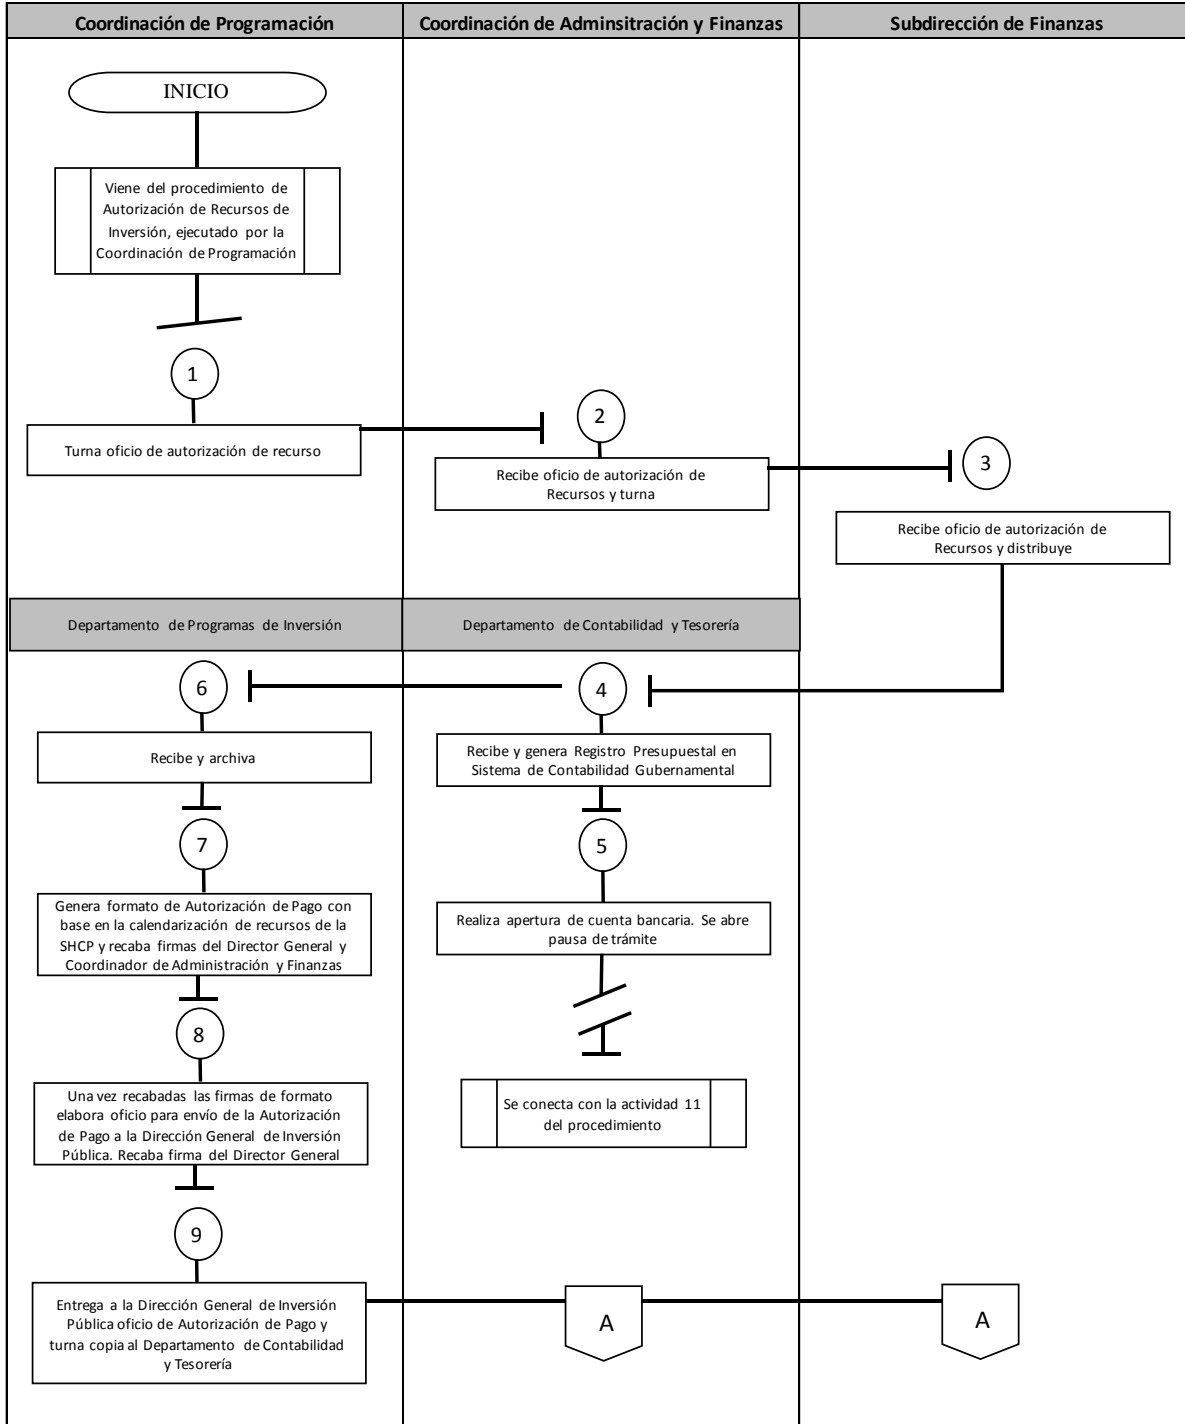 Coordinación de Programación
Coordinación de Adminsitración y Finanzas
Subdirección de Finanzas
INICIO
Viene del procedimiento de
Autorización de Recursos de
Inversión, ejecutado por la
Coordinación de Programación
1
Turna oficio de autorización de recurso
2
Recibe oficio de autorización de
Recursos y turna
3
Recibe oficio de autorización de
Recursos y distribuye
Departamento de Programas de Inversión
Departamento de Contabilidad y Tesorería
4
Recibe y genera Registro Presupuestal en
Sistema de Contabilidad Gubernamental
5
Realiza apertura de cuenta bancaria. Se abre
pausa de trámite
Se conecta con la actividad 11
del procedimiento
6
Recibe y archiva
7
Genera formato de Autorización de Pago con
base en la calendarización de recursos de la
SHCP y recaba firmas del Director General y
Coordinador de Administración y Finanzas
8
Una vez recabadas las firmas de formato
elabora oficio para envío de la Autorización
de Pago a la Dirección General de Inversión
Pública. Recaba firma del Director General
9
Entrega a la Dirección General de Inversión
Pública oficio de Autorización de Pago y
turna copia al Departamento de Contabilidad
y Tesorería
A
A